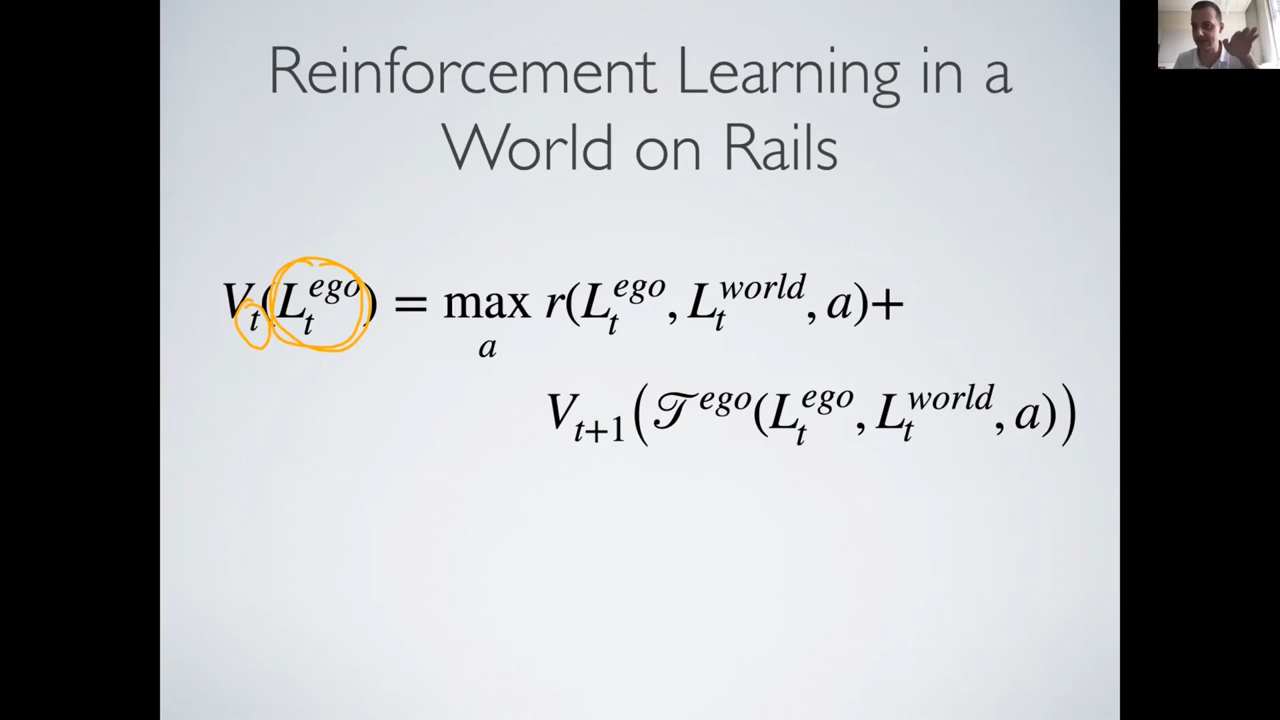 Reinforcement Learning in a
World on Rails
V_t(L_t^{ego}) = max_a r(L_t^{ego}, L_t^{world}, a)+
V_{t+1}(𝒯^{ego}(L_t^{ego}, L_t^{world}, a))